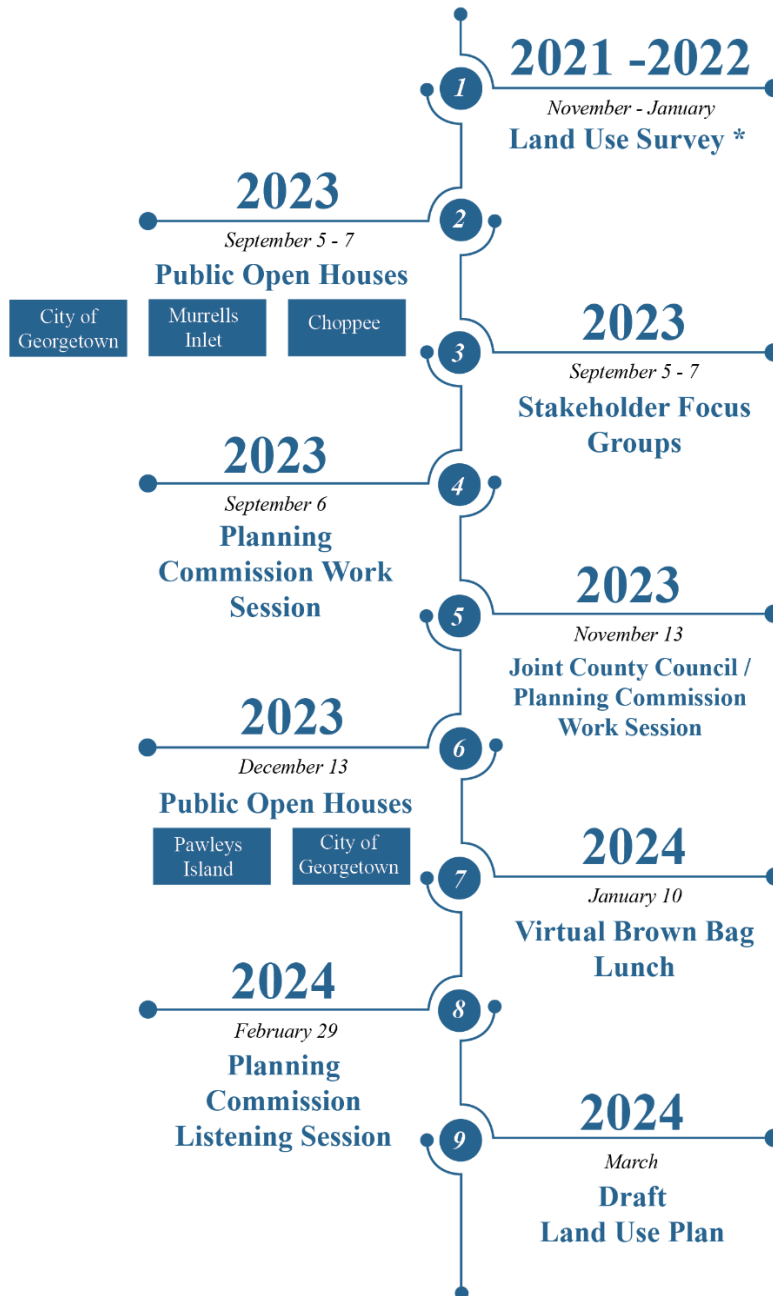 1
2021 -2022
November - January
Land Use Survey *
2
2023
September 5 - 7
Public Open Houses
City of
Georgetown
Murrells
Inlet
Choppee
3
2023
September 5 - 7
Stakeholder Focus
Groups
4
2023
September 6
Planning
Commission Work
Session
5
2023
November 13
Joint County Council /
Planning Commission
Work Session
6
2023
December 13
Public Open Houses
Pawleys
Island
City of
Georgetown
7
2024
January 10
Virtual Brown Bag
Lunch
8
2024
February 29
Planning
Commission
Listening Session
9
2024
March
Draft
Land Use Plan